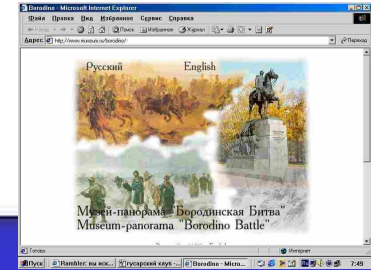 Borodino - Microsoft Internet Explorer
Файл Правка Вид Избранное Сервис Справка
Назад Поиск Избранное Журнал
Адрес http://www.museum.ru/borodino/ Переход
Русский English
Музей-панорама "Бородинская Битва"
Museum-panorama "Borodino Battle"
Готово Интернет
Пуск Rambler: вы иск... гусарский клуб -... Borodino - Micro... 7:49